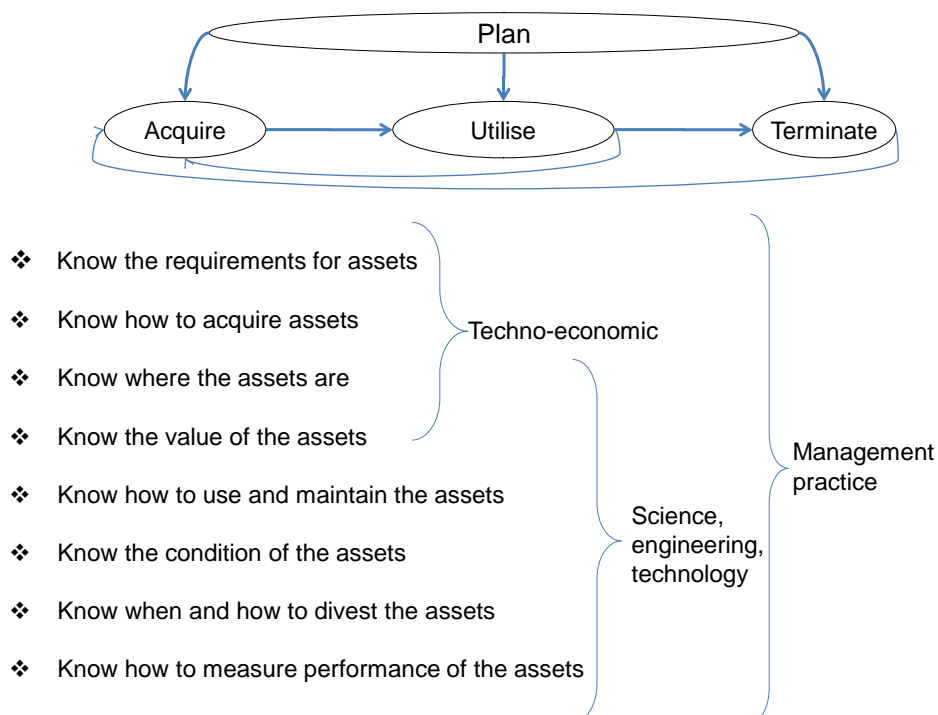 Plan
Acquire
Utilise
Terminate
❖ Know the requirements for assets
❖ Know how to acquire assets
Techno-economic
❖ Know where the assets are
❖ Know the value of the assets
Management
practice
❖ Know how to use and maintain the assets
Science,
engineering,
technology
❖ Know the condition of the assets
❖ Know when and how to divest the assets
❖ Know how to measure performance of the assets